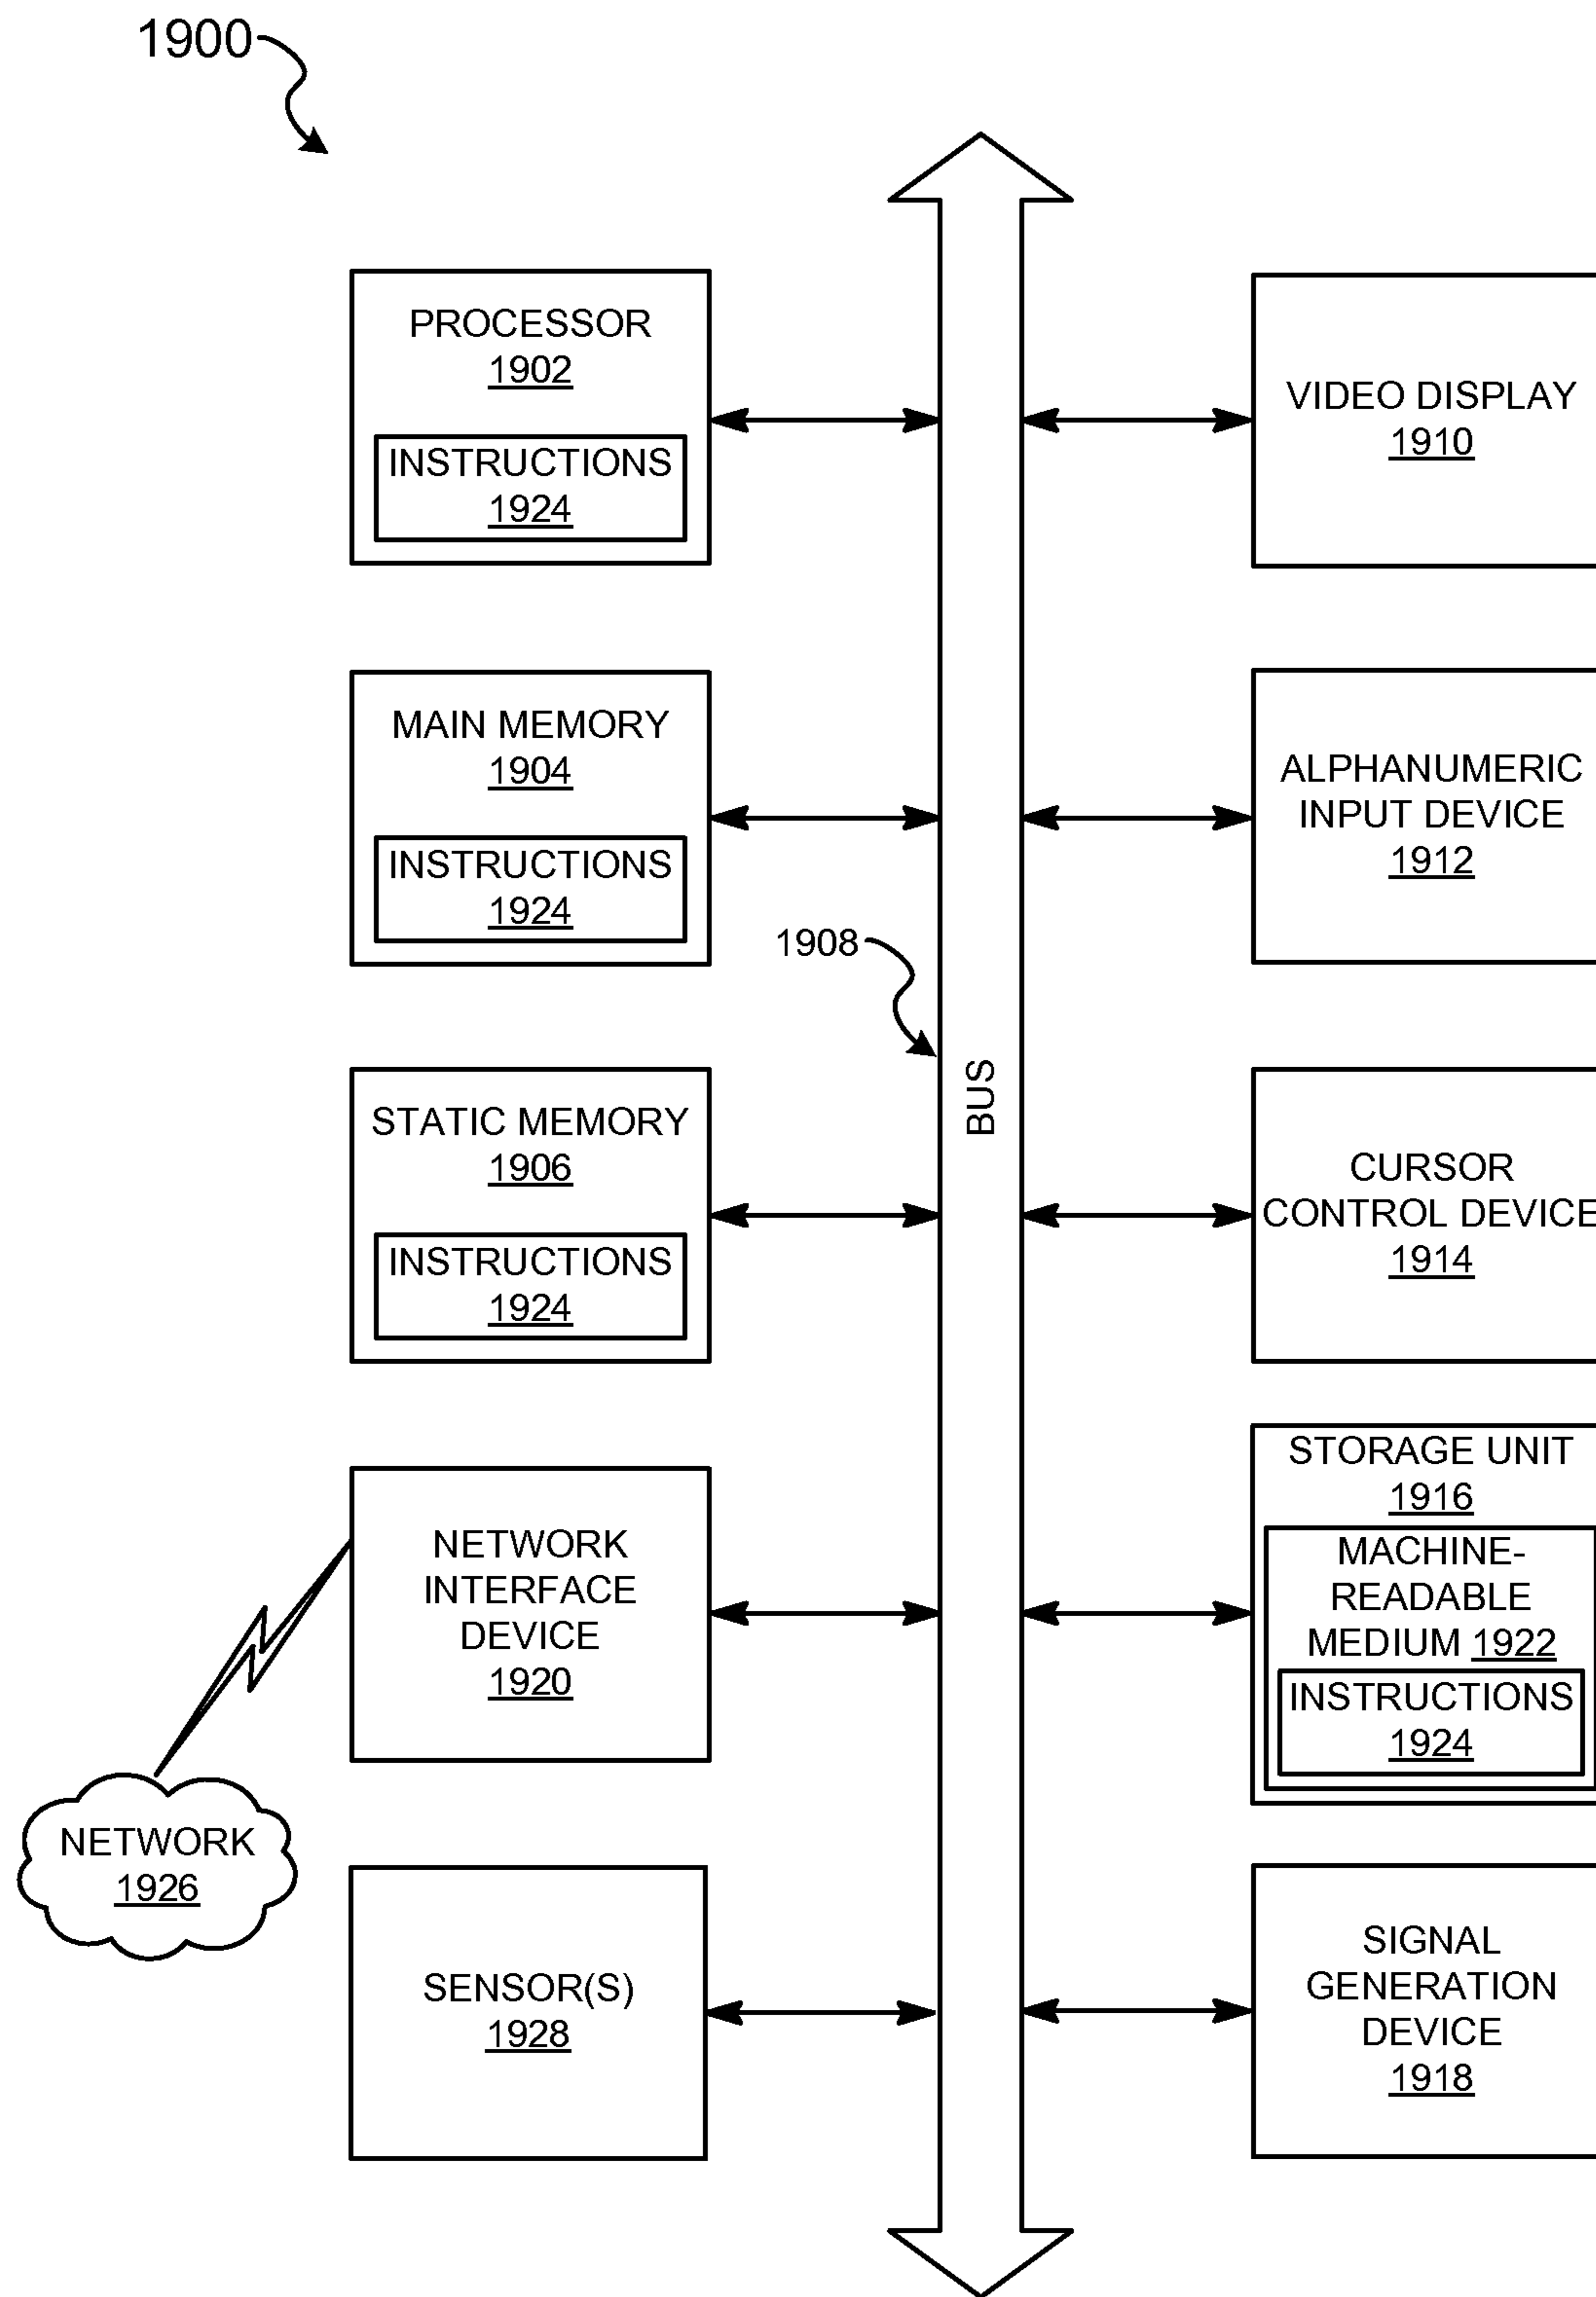 1900
PROCESSOR
1902
INSTRUCTIONS
1924
MAIN MEMORY
1904
INSTRUCTIONS
1924
STATIC MEMORY
1906
INSTRUCTIONS
1924
NETWORK
INTERFACE
DEVICE
1920
NETWORK
1926
SENSOR(S)
1928
1908
BUS
VIDEO DISPLAY
1910
ALPHANUMERIC
INPUT DEVICE
1912
CURSOR
CONTROL DEVICE
1914
STORAGE UNIT
1916
MACHINE-
READABLE
MEDIUM 1922
INSTRUCTIONS
1924
SIGNAL
GENERATION
DEVICE
1918